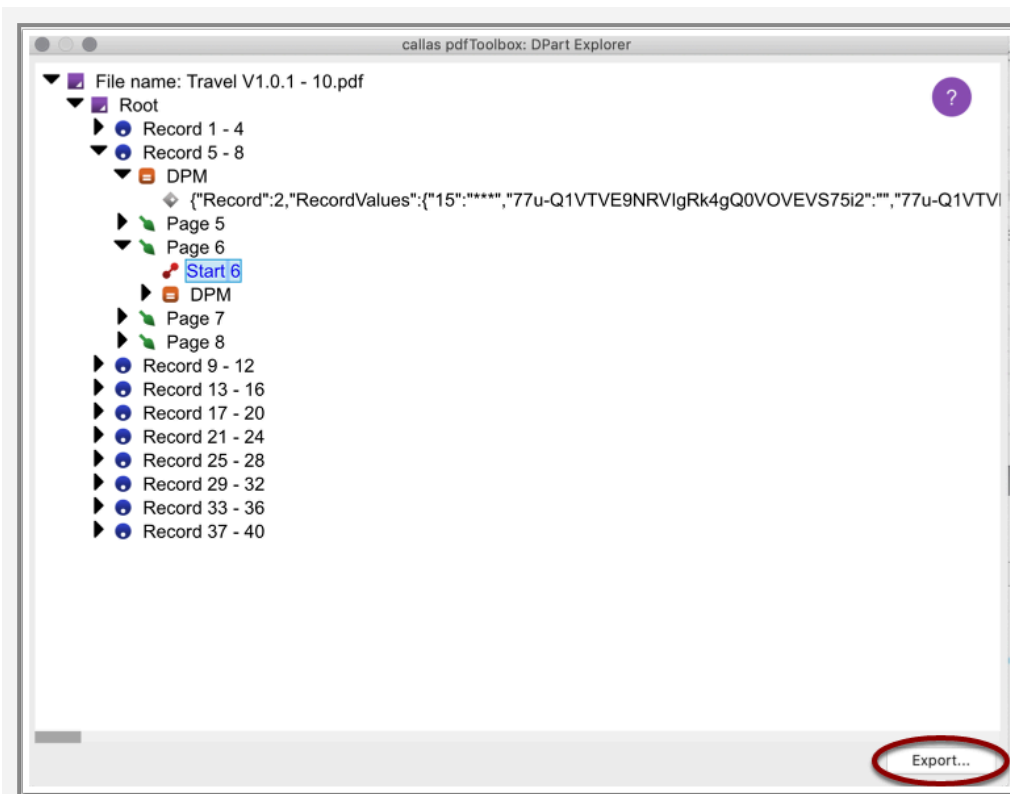 callas pdfToolbox: DPart Explorer
File name: Travel V1.0.1 - 10.pdf
?
Root
Record 1 - 4
Record 5 - 8
DPM
{"Record":2,"RecordValues":{"15":"***","77u-Q1VTVE9NRVIgRk4gQ0VOVEVS75i2":"","77u-Q1VTVI
Page 5
Page 6
Start 6
DPM
Page 7
Page 8
Record 9 - 12
Record 13 - 16
Record 17 - 20
Record 21 - 24
Record 25 - 28
Record 29 - 32
Record 33 - 36
Record 37 - 40
Export...